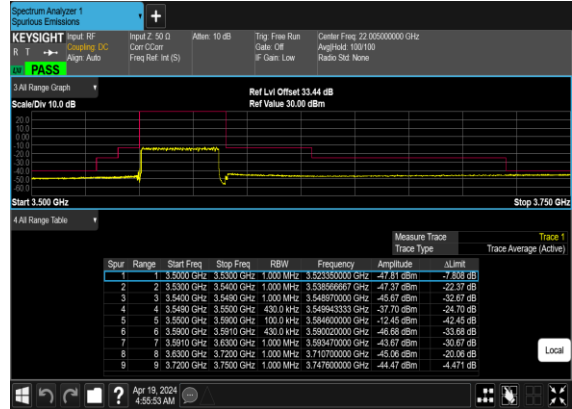 Spectrum Analyzer 1
Spurious Emissions
+
KEYSIGHT Input: RF Input Z: 50 Ω Atten: 10 dB Trig: Free Run Center Freq: 22.005000000 GHz
R T Coupling: DC Corr CCorr Gate: Off Avg|Hold: 100/100
Align: Auto Freq Ref: Int (S) IF Gain: Low Radio Std: None
LW PASS
3 All Range Graph
Ref Lvl Offset 33.44 dB
Scale/Div 10.0 dB Ref Value 30.00 dBm
20.0
10.0
0.00
-10.0
-20.0
-30.0
-40.0
-50.0
-60.0
Start 3.500 GHz Stop 3.750 GHz
4 All Range Table
Measure Trace Trace 1
Trace Type Trace Average (Active)
Spur Range Start Freq Stop Freq RBW Frequency Amplitude ΔLimit
1 1 3.5000 GHz 3.5300 GHz 1.000 MHz 3.523350000 GHz -47.81 dBm -7.808 dB
2 2 3.5300 GHz 3.5400 GHz 1.000 MHz 3.538566667 GHz -47.37 dBm -22.37 dB
3 3 3.5400 GHz 3.5490 GHz 1.000 MHz 3.548970000 GHz -45.67 dBm -32.67 dB
4 4 3.5490 GHz 3.5500 GHz 430.0 kHz 3.549943333 GHz -37.70 dBm -24.70 dB
5 5 3.5500 GHz 3.5900 GHz 100.0 kHz 3.584600000 GHz -12.45 dBm -42.45 dB
6 6 3.5900 GHz 3.5910 GHz 430.0 kHz 3.590020000 GHz -46.68 dBm -33.68 dB
7 7 3.5910 GHz 3.6300 GHz 1.000 MHz 3.593470000 GHz -43.67 dBm -30.67 dB
8 8 3.6300 GHz 3.7200 GHz 1.000 MHz 3.710700000 GHz -45.06 dBm -20.06 dB
9 9 3.7200 GHz 3.7500 GHz 1.000 MHz 3.747600000 GHz -44.47 dBm -4.471 dB
Local
? Apr 19, 2024
4:55:53 AM